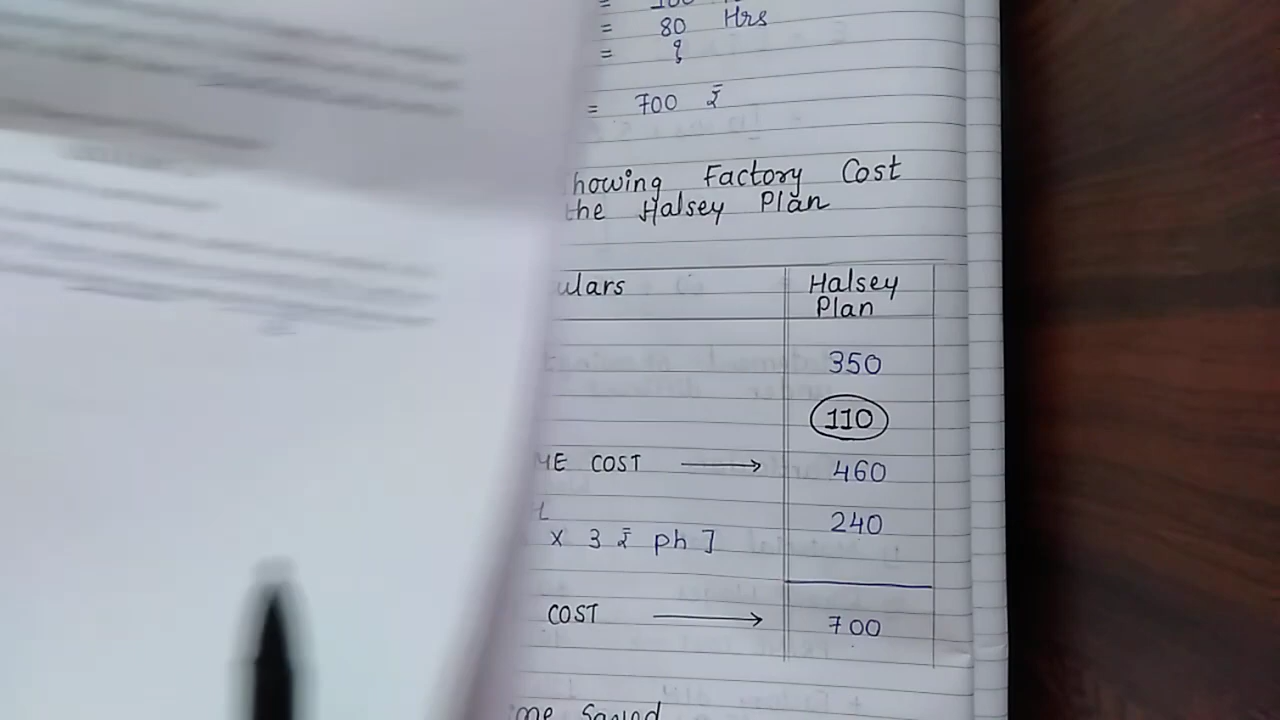 = 80 Hrs
= ?
= 700 ₹
howing Factory Cost
the Halsey Plan
ulars Halsey
Plan
350
110
ME COST → 460
L 240
x 3 ₹ ph ]
COST → 700
me Saved